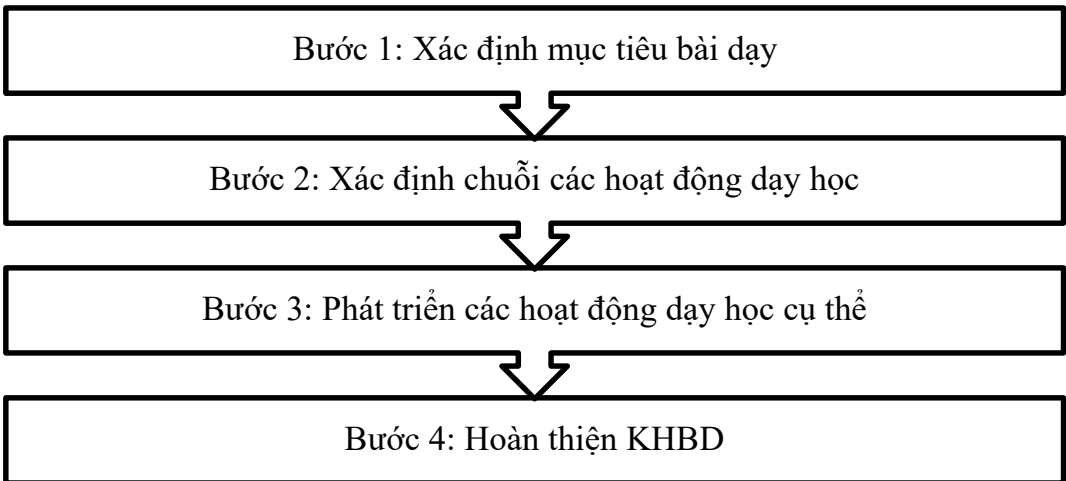 Bước 1: Xác định mục tiêu bài dạy
Bước 2: Xác định chuỗi các hoạt động dạy học
Bước 3: Phát triển các hoạt động dạy học cụ thể
Bước 4: Hoàn thiện KHBD